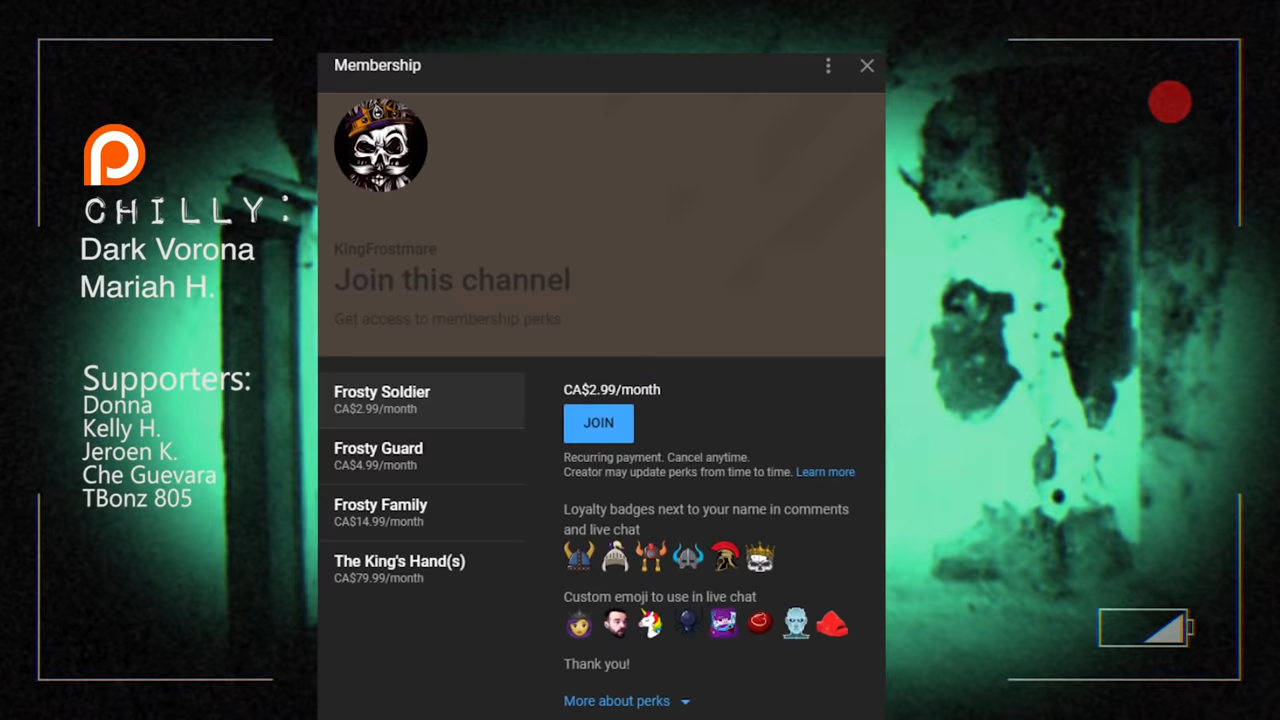 CHILLY:
Dark Vorona
Mariah H.
Supporters:
Donna
Kelly H.
Jeroen K.
Che Guevara
TBonz 805
Membership
KingFrostmare
Join this channel
Get access to membership perks
Frosty Soldier
CA$2.99/month
Frosty Guard
CA$4.99/month
Frosty Family
CA$14.99/month
The King's Hand(s)
CA$79.99/month
CA$2.99/month
JOIN
Recurring payment. Cancel anytime.
Creator may update perks from time to time. Learn more
Loyalty badges next to your name in comments
and live chat
Custom emoji to use in live chat
Thank you!
More about perks